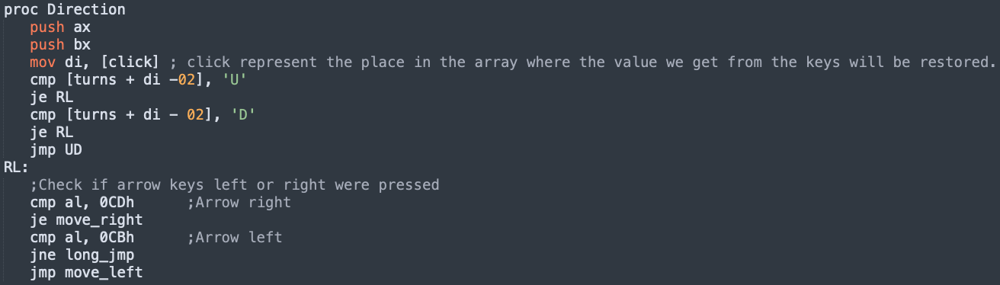 proc Direction
push ax
push bx
mov di, [click] ; click represent the place in the array where the value we get from the keys will be restored.
cmp [turns + di -02], 'U'
je RL
cmp [turns + di - 02], 'D'
je RL
jmp UD
RL:
;Check if arrow keys left or right were pressed
cmp al, 0CDh ;Arrow right
je move_right
cmp al, 0CBh ;Arrow left
jne long_jmp
jmp move_left